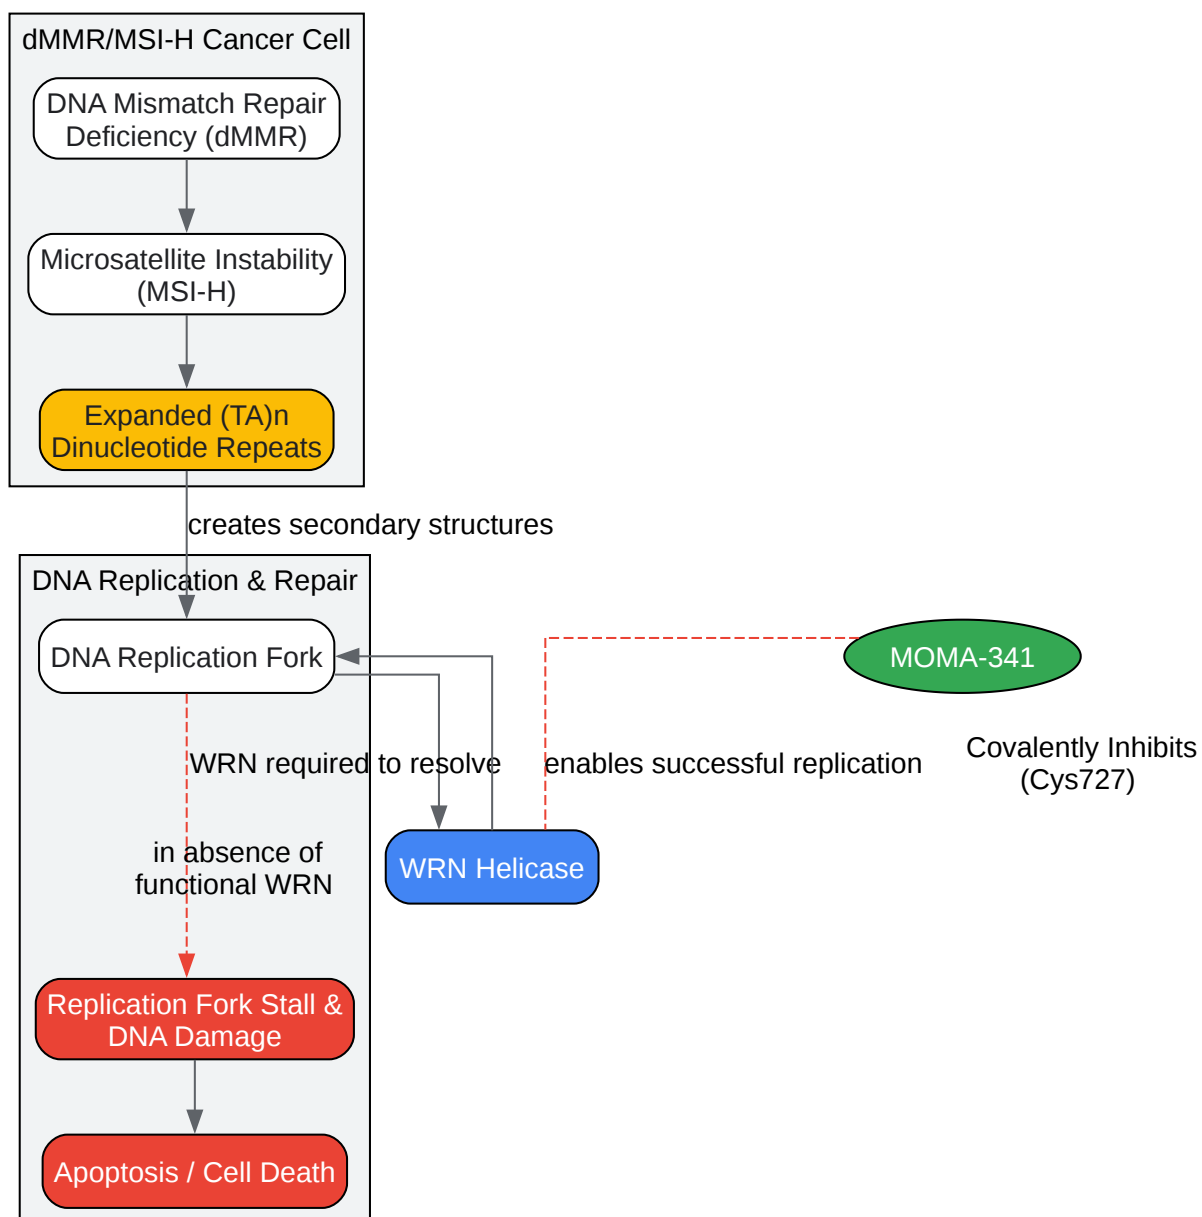 dMMR/MSI-H Cancer Cell
DNA Mismatch Repair
Deficiency (dMMR)
Microsatellite Instability
(MSI-H)
Expanded (TA)n
Dinucleotide Repeats
creates secondary structures
DNA Replication & Repair
DNA Replication Fork
MOMA-341
WRN required to resolve
enables successful replication
Covalently Inhibits
(Cys727)
in absence of
functional WRN
WRN Helicase
Replication Fork Stall &
DNA Damage
Apoptosis / Cell Death